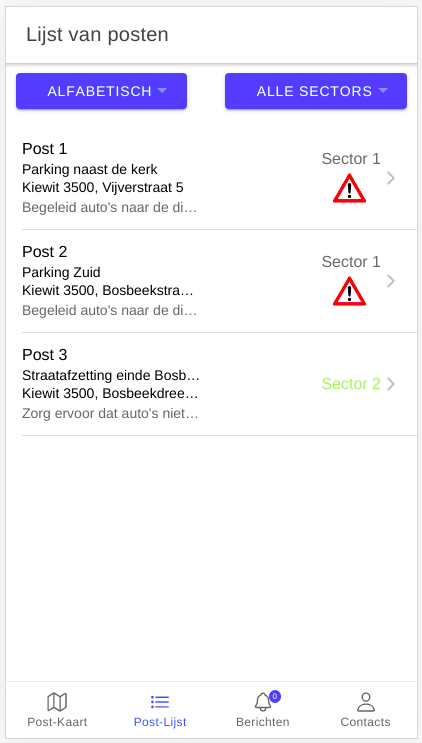 Lijst van posten
ALFABETISCH
ALLE SECTORS
Post 1
Parking naast de kerk
Kiewit 3500, Vijverstraat 5
Begeleid auto's naar de di…
Sector 1
Post 2
Parking Zuid
Kiewit 3500, Bosbeekstra…
Begeleid auto's naar de di…
Sector 1
Post 3
Straatafzetting einde Bosb…
Kiewit 3500, Bosbeekdree…
Zorg ervoor dat auto's niet…
Sector 2
Post-Kaart
Post-Lijst
0
Berichten
Contacts